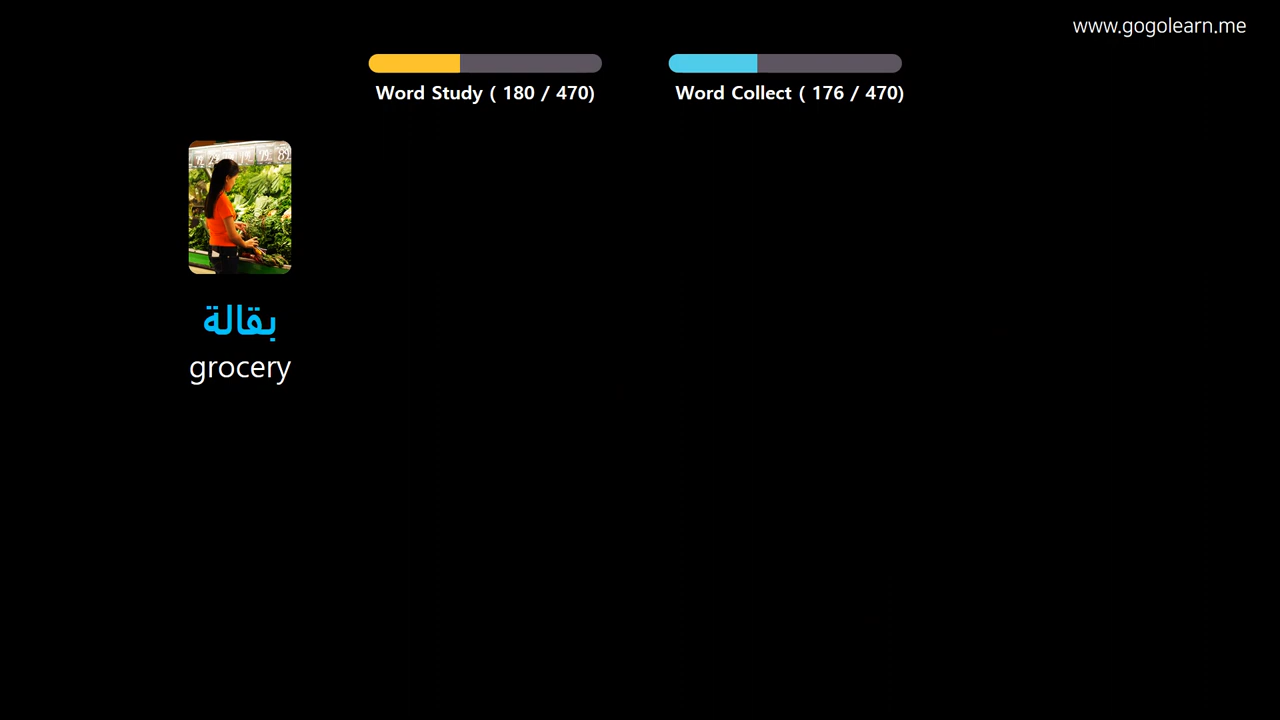 www.gogolearn.me
Word Study ( 180 / 470)
Word Collect ( 176 / 470)
بقالة
grocery